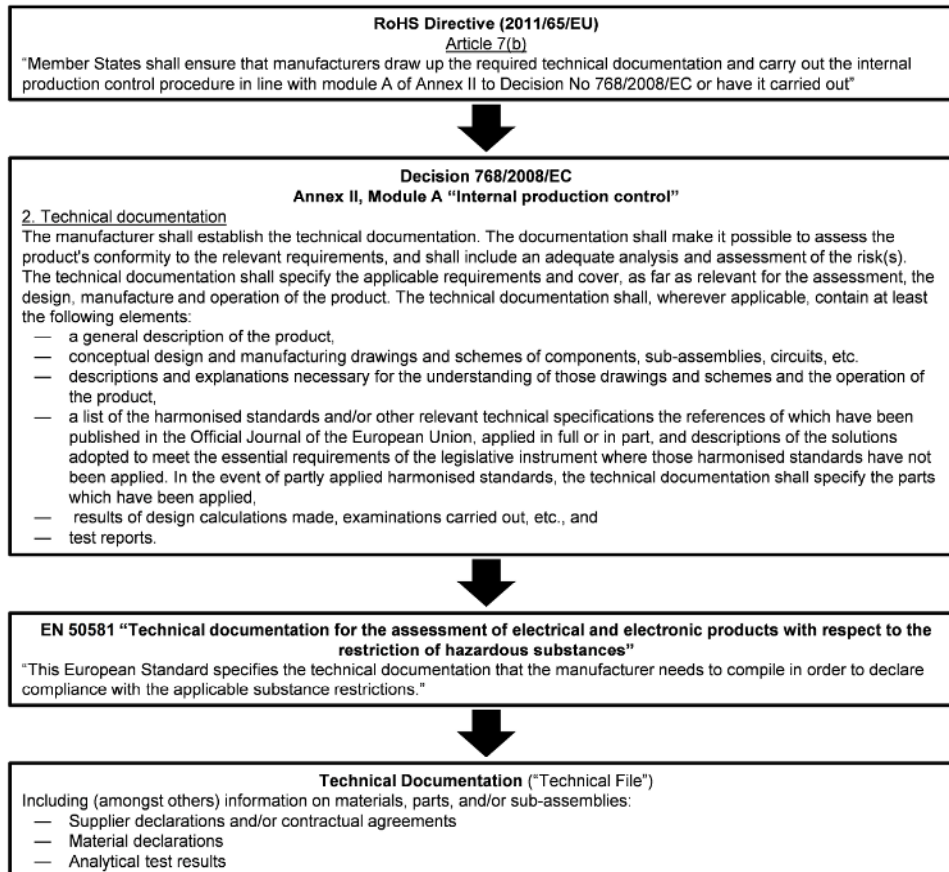 RoHS Directive (2011/65/EU)
Article 7(b)
“Member States shall ensure that manufacturers draw up the required technical documentation and carry out the internal
production control procedure in line with module A of Annex II to Decision No 768/2008/EC or have it carried out”
Decision 768/2008/EC
Annex II, Module A “Internal production control”
2. Technical documentation
The manufacturer shall establish the technical documentation. The documentation shall make it possible to assess the
product's conformity to the relevant requirements, and shall include an adequate analysis and assessment of the risk(s).
The technical documentation shall specify the applicable requirements and cover, as far as relevant for the assessment, the
design, manufacture and operation of the product. The technical documentation shall, wherever applicable, contain at least
the following elements:
— a general description of the product,
— conceptual design and manufacturing drawings and schemes of components, sub-assemblies, circuits, etc.
— descriptions and explanations necessary for the understanding of those drawings and schemes and the operation of
the product,
— a list of the harmonised standards and/or other relevant technical specifications the references of which have been
published in the Official Journal of the European Union, applied in full or in part, and descriptions of the solutions
adopted to meet the essential requirements of the legislative instrument where those harmonised standards have not
been applied. In the event of partly applied harmonised standards, the technical documentation shall specify the parts
which have been applied,
— results of design calculations made, examinations carried out, etc., and
— test reports.
EN 50581 “Technical documentation for the assessment of electrical and electronic products with respect to the
restriction of hazardous substances”
“This European Standard specifies the technical documentation that the manufacturer needs to compile in order to declare
compliance with the applicable substance restrictions.”
Technical Documentation (“Technical File”)
Including (amongst others) information on materials, parts, and/or sub-assemblies:
— Supplier declarations and/or contractual agreements
— Material declarations
— Analytical test results